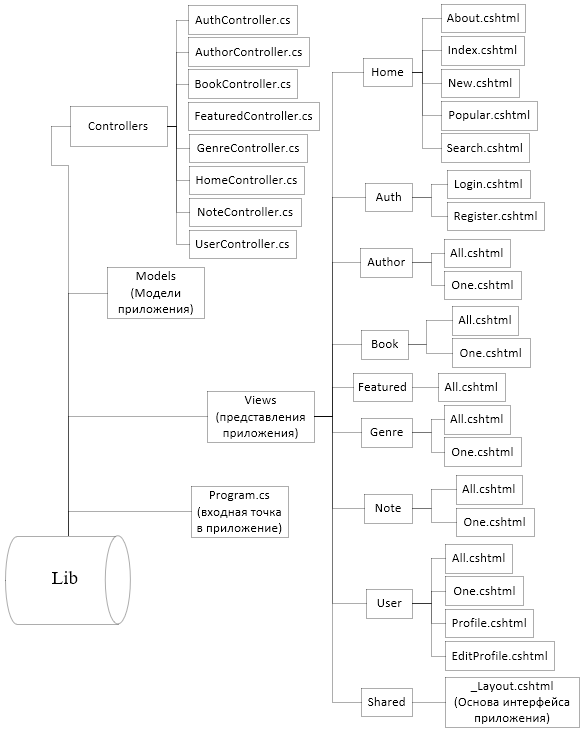 AuthController.cs
AuthorController.cs
BookController.cs
FeaturedController.cs
GenreController.cs
HomeController.cs
NoteController.cs
UserController.cs
Controllers
Models
(Модели
приложения)
Views
(представления
приложения)
Program.cs
(входная точка
в приложение)
Lib
Home
About.cshtml
Index.cshtml
New.cshtml
Popular.cshtml
Search.cshtml
Auth
Login.cshtml
Register.cshtml
Author
All.cshtml
One.cshtml
Book
All.cshtml
One.cshtml
Featured
All.cshtml
Genre
All.cshtml
One.cshtml
Note
All.cshtml
One.cshtml
User
All.cshtml
One.cshtml
Profile.cshtml
EditProfile.cshtml
Shared
_Layout.cshtml
(Основа интерфейса
приложения)